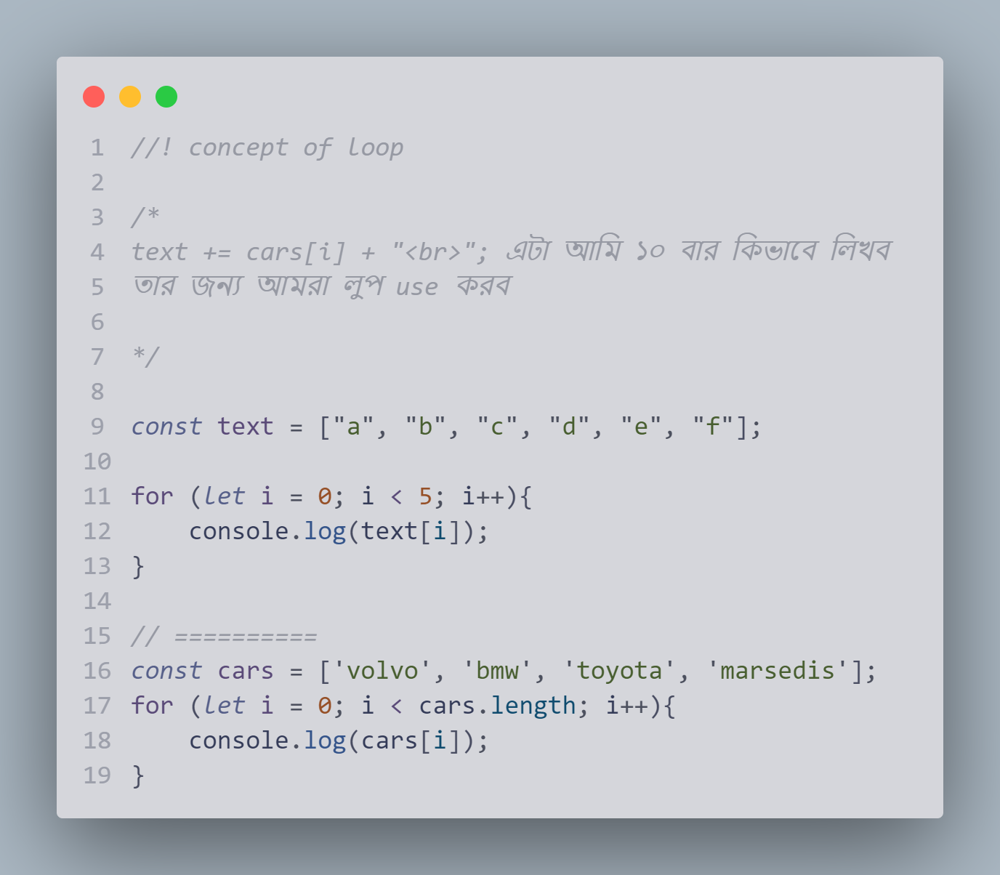 1 //! concept of loop
2
3 /*
4 text += cars[i] + "<br>"; এটা আমি ১০ বার কিভাবে লিখব
5 তার জন্য আমরা লুপ use করব
6
7 */
8
9 const text = ["a", "b", "c", "d", "e", "f"];
10
11 for (let i = 0; i < 5; i++){
12     console.log(text[i]);
13 }
14
15 // ==========
16 const cars = ['volvo', 'bmw', 'toyota', 'marsedis'];
17 for (let i = 0; i < cars.length; i++){
18     console.log(cars[i]);
19 }